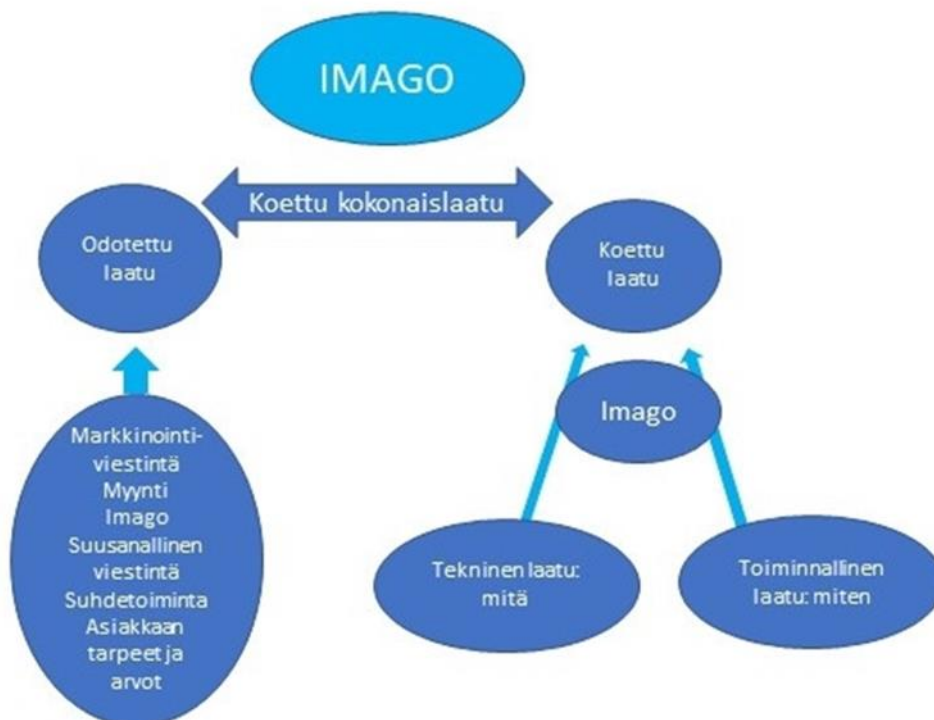 IMAGO
Koettu kokonaislaatu
Odotettu
laatu
Koettu
laatu
Imago
Markkinointi-
viestintä
Myynti
Imago
Suusanallinen
viestintä
Suhdetoiminta
Asiakkaan
tarpeet ja
arvot
Tekninen laatu:
mitä
Toiminnallinen
laatu: miten